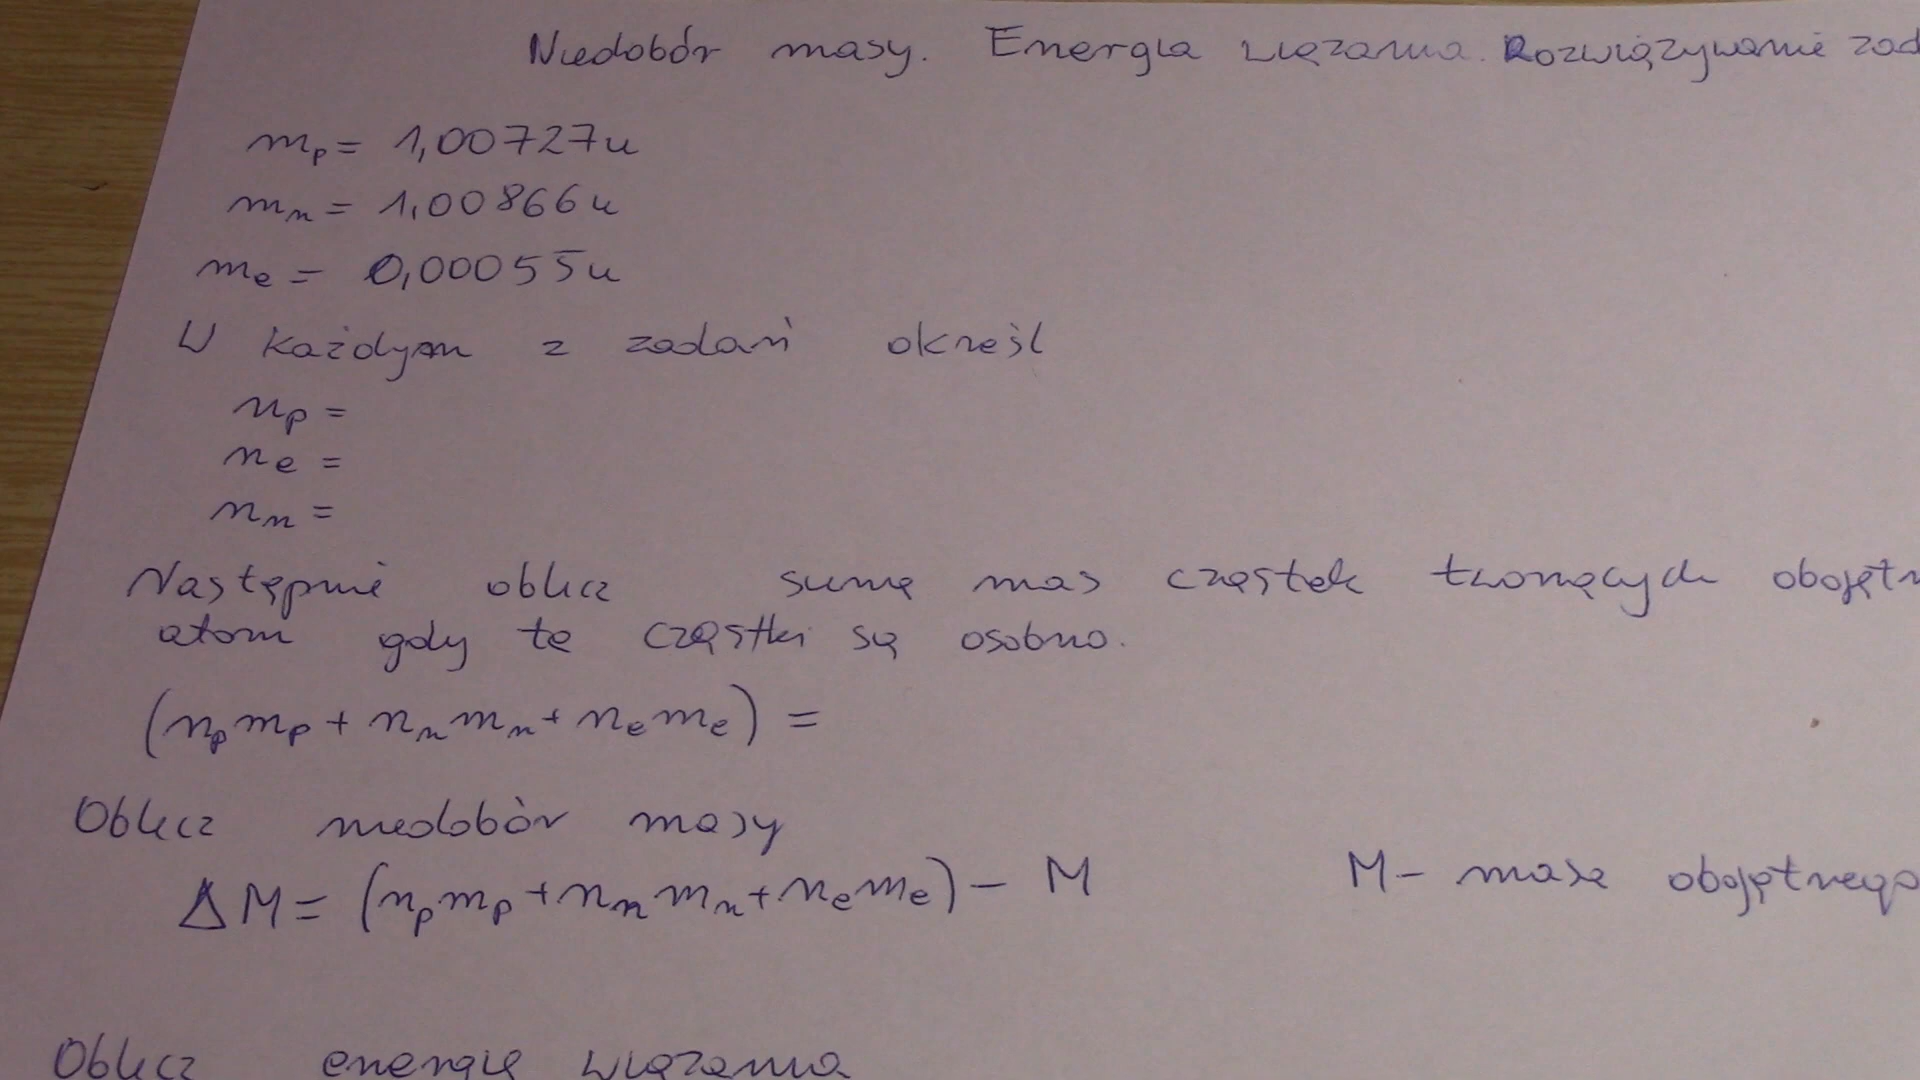 Niedobór masy. Energia wiązania. Rozwiązywanie zad
mp = 1,00727u
mn = 1,00866u
me = 0,00055u
W każdym z zadań określ
np =
ne =
nn =
Następnie oblicz sumę mas cząstek tworzących obojętn
atom gdy te cząstki są osobno.
(npmp + nnmn + neme) =
Oblicz niedobór masy
ΔM = (npmp + nnmn + neme) – M M – masa obojętnego
Oblicz energię wiązania